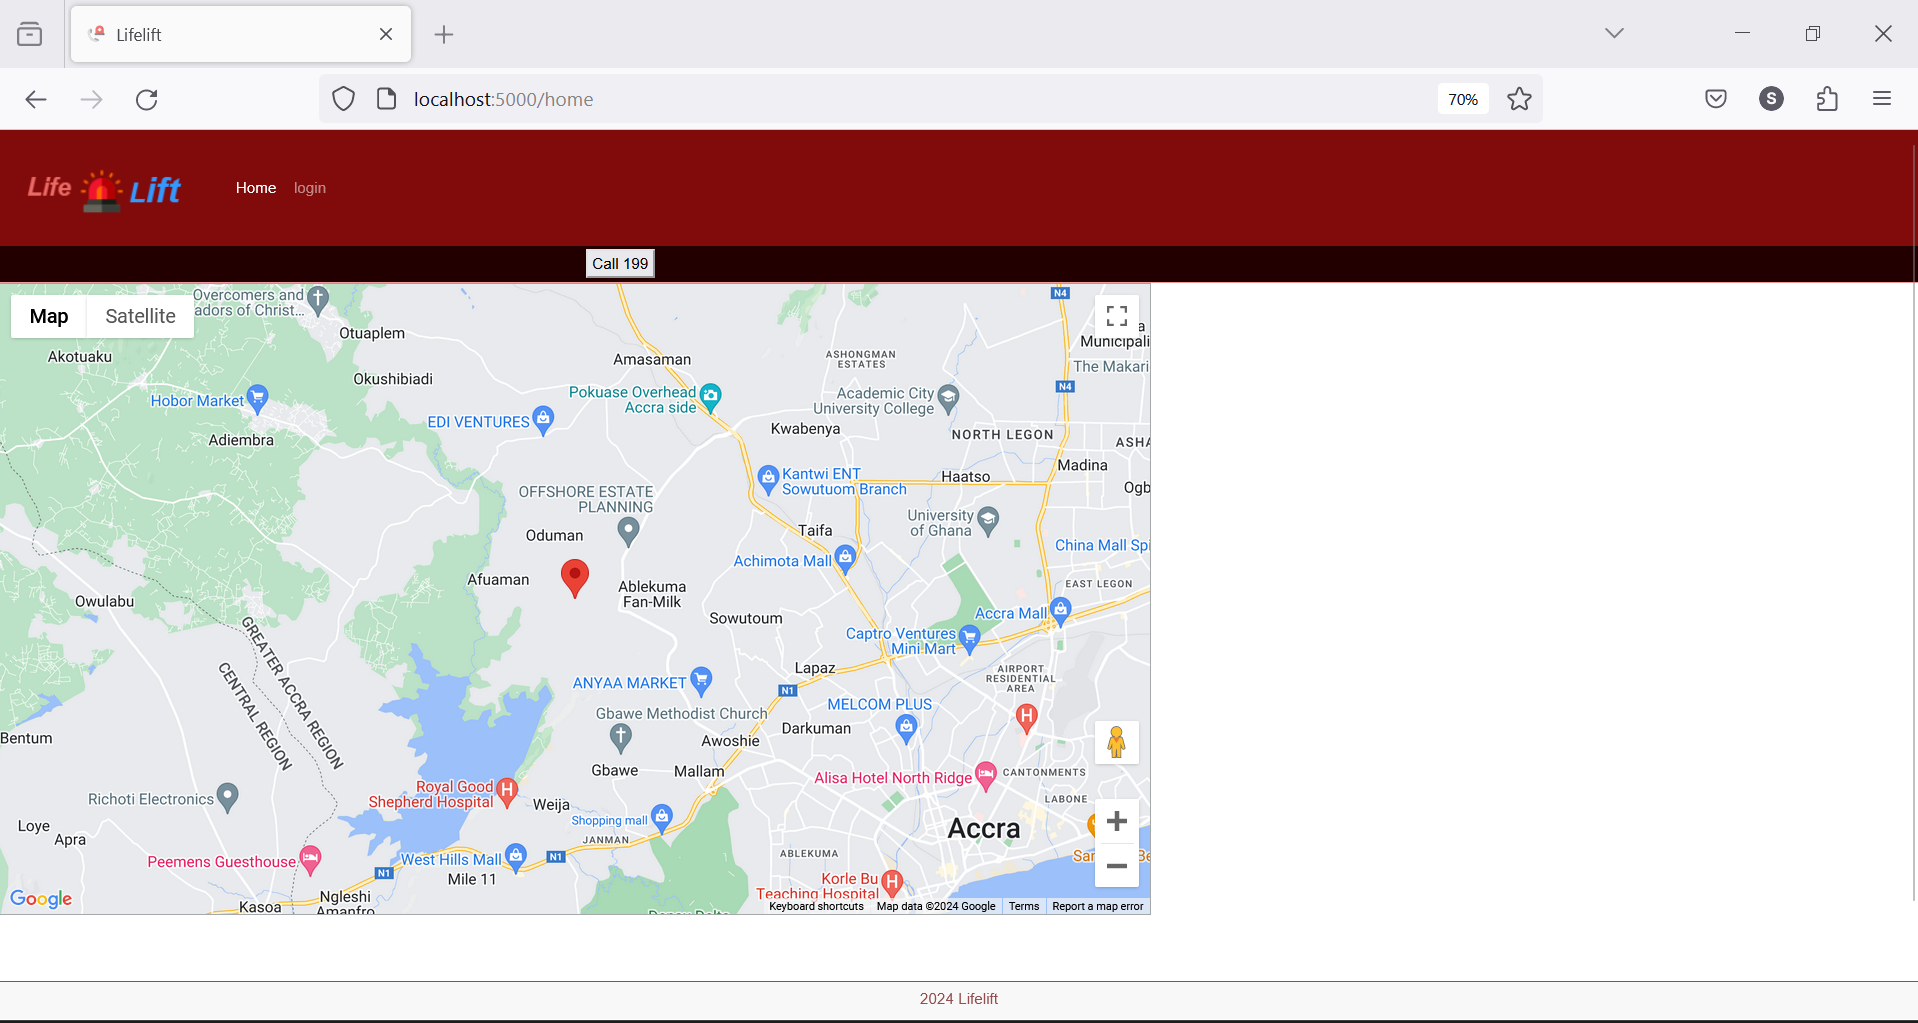 Lifelift
localhost:5000/home
70%
S
Life Lift
Home
login
Call 199
Map
Satellite
Overcomers and
adors of Christ...
Otuaplem
Akotuaku
Okushibiadi
Amasaman
ASHONGMAN
ESTATES
N4
Municipali
The Makari
N4
Hobor Market
Pokuase Overhead
Accra side
Academic City
University College
EDI VENTURES
Adiembra
Kwabenya
NORTH LEGON
ASHA
Madina
Kantwi ENT
Sowutuom Branch
Haatso
Ogb
OFFSHORE ESTATE
PLANNING
University
of Ghana
Oduman
Taifa
China Mall Spi
Achimota Mall
Afuaman
Ablekuma
Fan-Milk
EAST LEGON
Owulabu
Sowutoum
Accra Mall
Captro Ventures
Mini Mart
GREATER ACCRA REGION
CENTRAL REGION
Lapaz
AIRPORT
RESIDENTIAL
AREA
ANYAA MARKET
N1
MELCOM PLUS
H
Gbawe Methodist Church
Darkuman
Bentum
Awoshie
Gbawe
Mallam
Alisa Hotel North Ridge
CANTONMENTS
Royal Good
Shepherd Hospital
H
Richoti Electronics
Weija
LABONE
Shopping mall
Loye
Apra
JANMAN
Accra
ABLEKUMA
San
Be
Peemens Guesthouse
West Hills Mall
N1
N1
Mile 11
Korle Bu
Teaching Hospital
H
Ngleshi
Amanfro
Google
Kasoa
Keyboard shortcuts
Map data ©2024 Google
Terms
Report a map error
2024 Lifelift